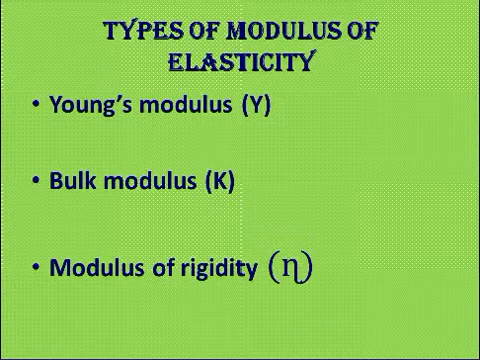 TYPES OF MODULUS OF
ELASTICITY
• Young's modulus (Y)
• Bulk modulus (K)
• Modulus of rigidity (η)